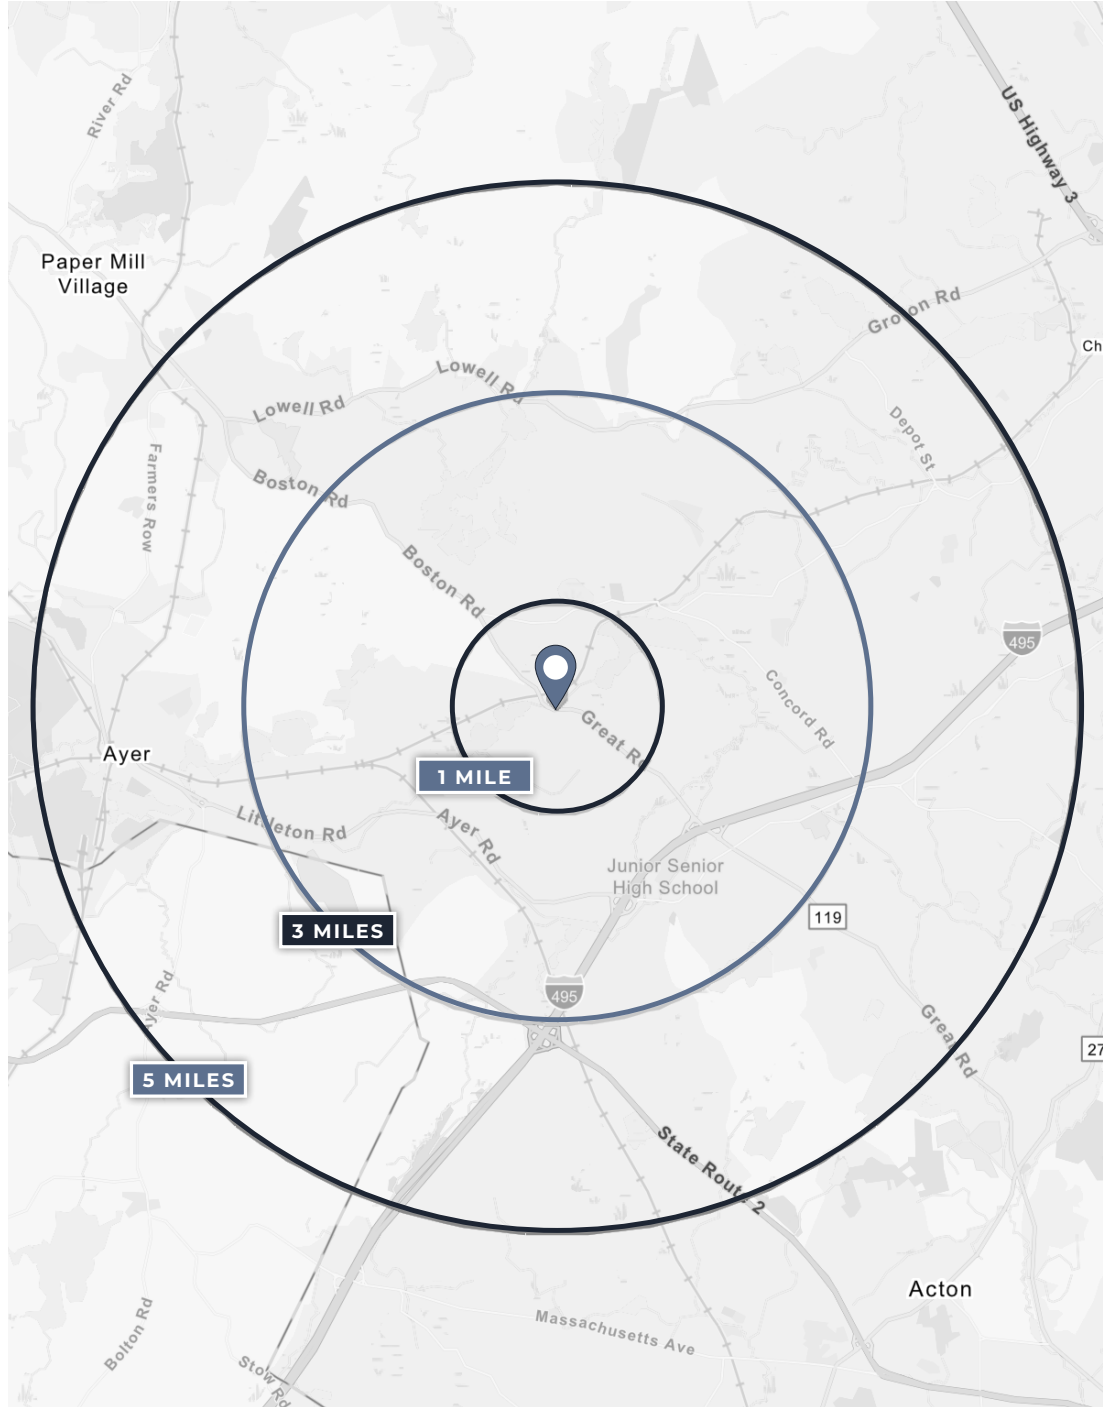 River Rd
US Highway 3
Paper Mill
Village
Groton Rd
Ch
Lowell Rd
Lowell Rd
Depot St
Farmers Row
Boston Rd
Boston Rd
495
Concord Rd
Great Rd
Ayer
1 MILE
Littleton Rd
Ayer Rd
Junior Senior
High School
119
3 MILES
495
yer Rd
Great Rd
27
5 MILES
State Route 2
Acton
Massachusetts Ave
Bolton Rd
Stow Rd